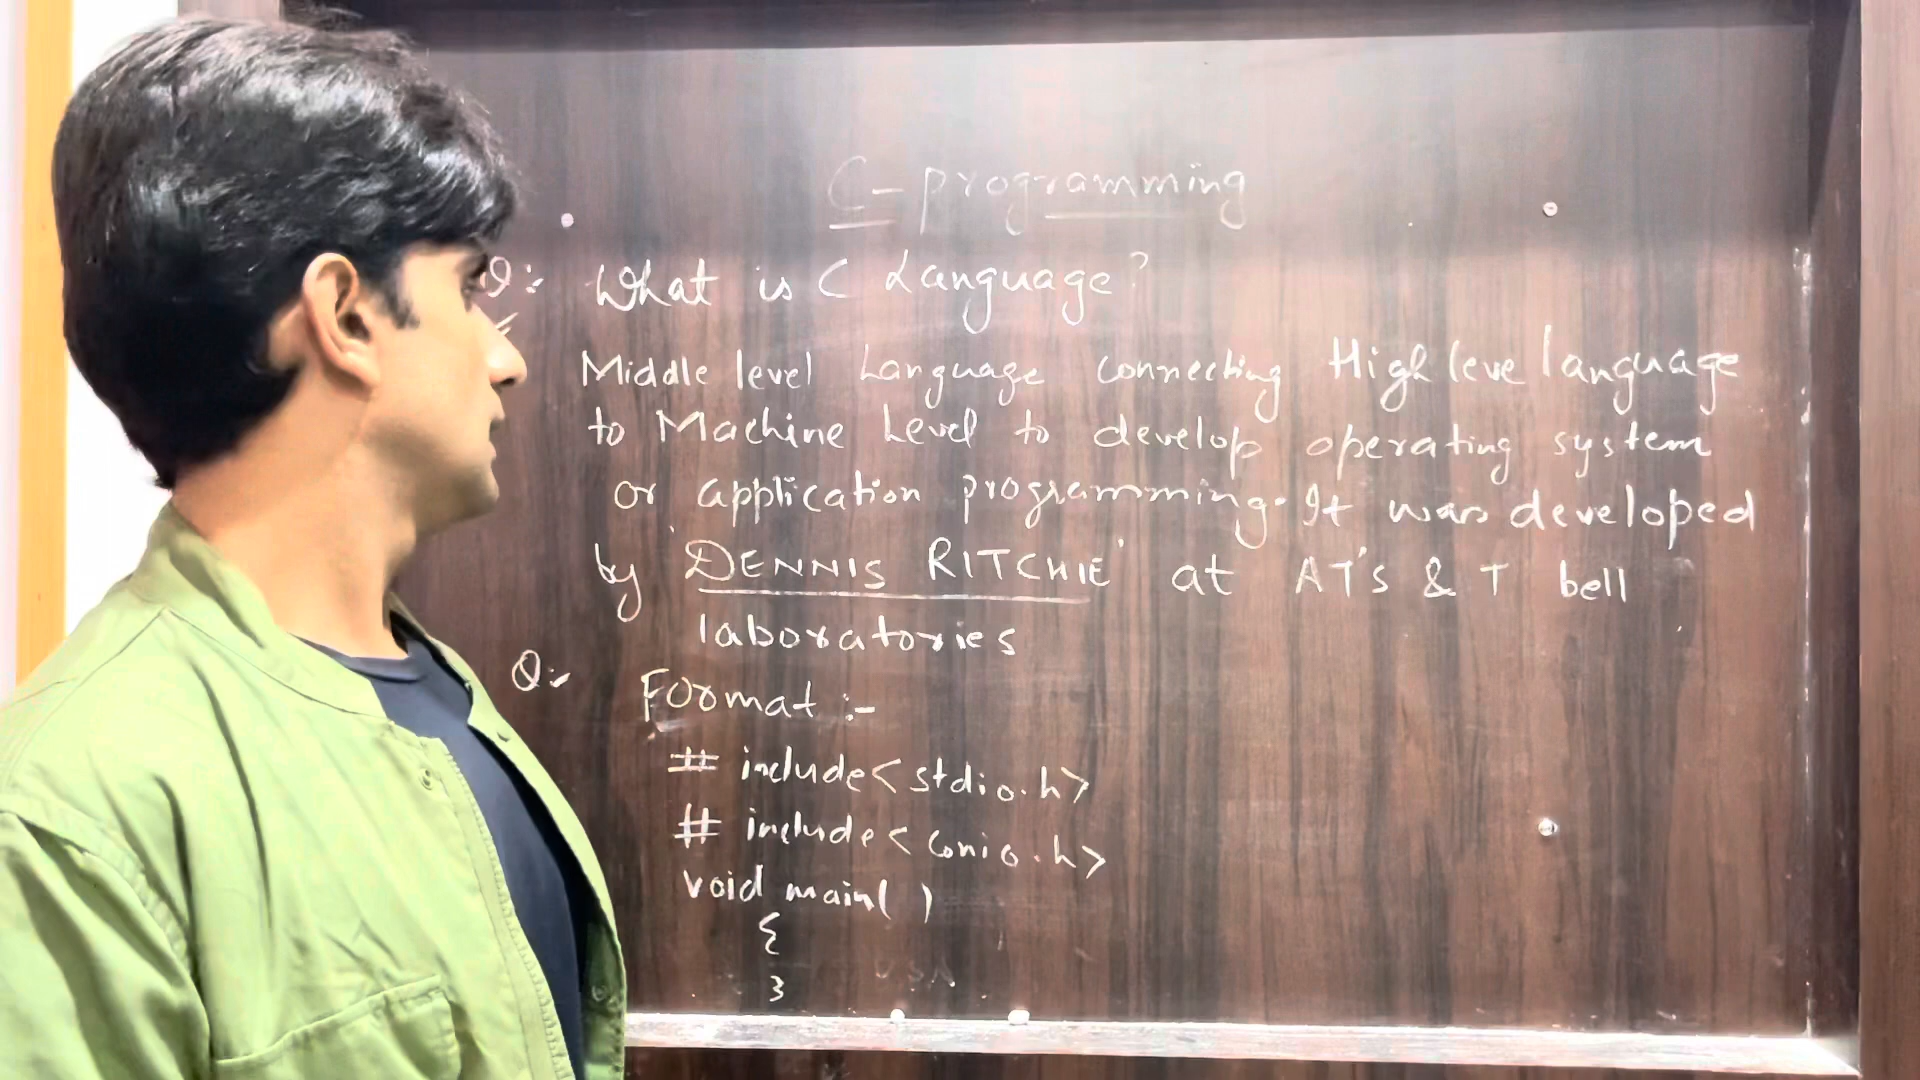 C-programming
Q:- What is C Language?
Middle level Language connecting High leve language
to Machine Level to develop operating system
or application programming. It was developed
by 'DENNIS RITCHIE' at AT's & T bell
laboratories
Q:- Format :-
# include<stdio.h>
# include<conio.h>
void main( )
{
}